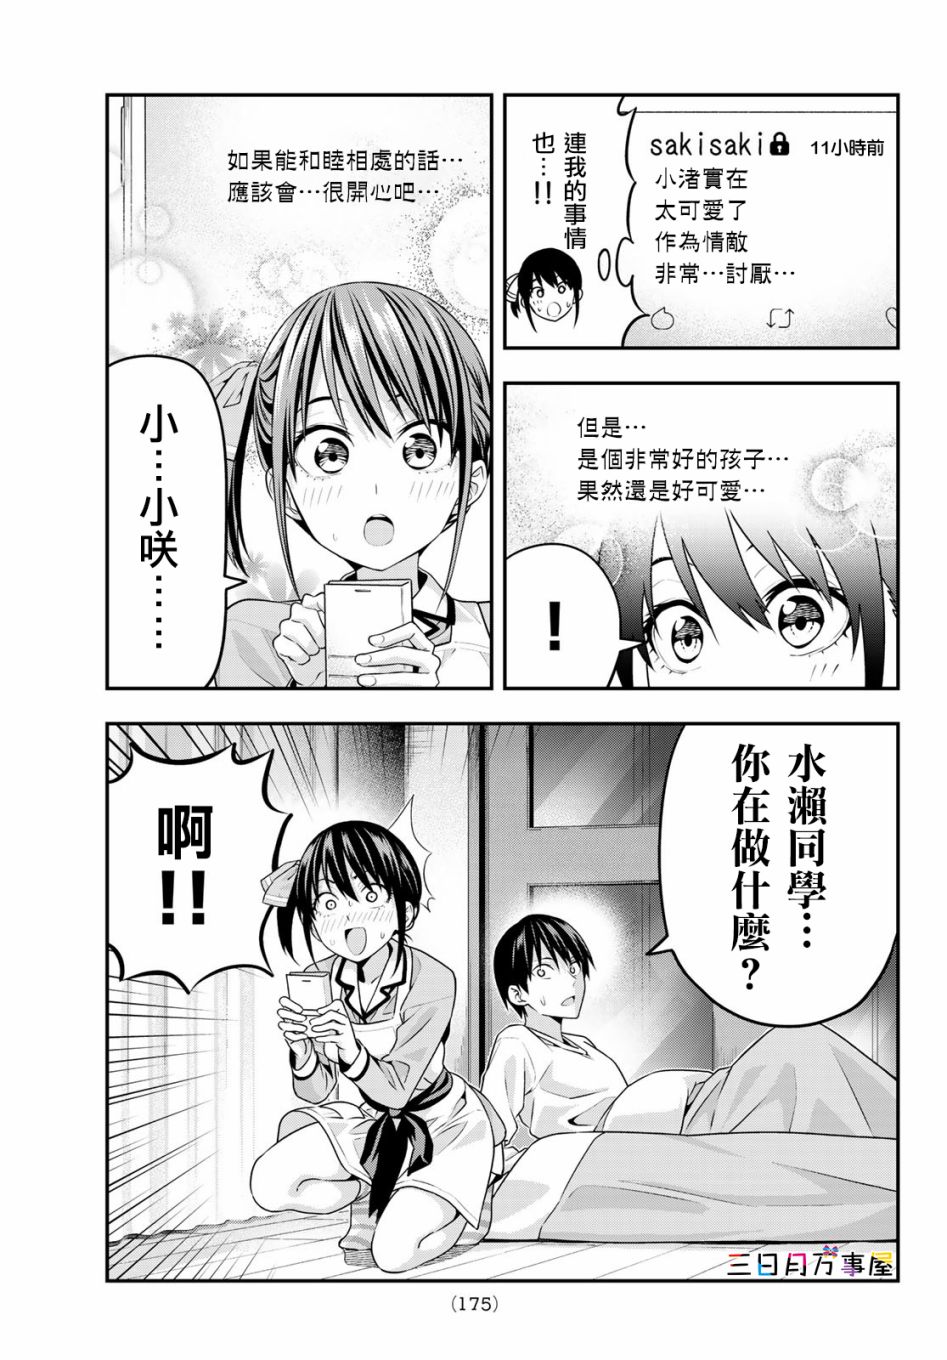 sakisaki 11小時前
小渚實在
太可愛了
作為情敵
非常…討厭…
連我的事情
也…!!
但是…
是個非常好的孩子…
果然還是好可愛…
!
如果能和睦相處的話…
應該會…很開心吧…
小…小咲……
水瀨同學…
你在做什麼?
啊!!
三日月万事屋
(175)